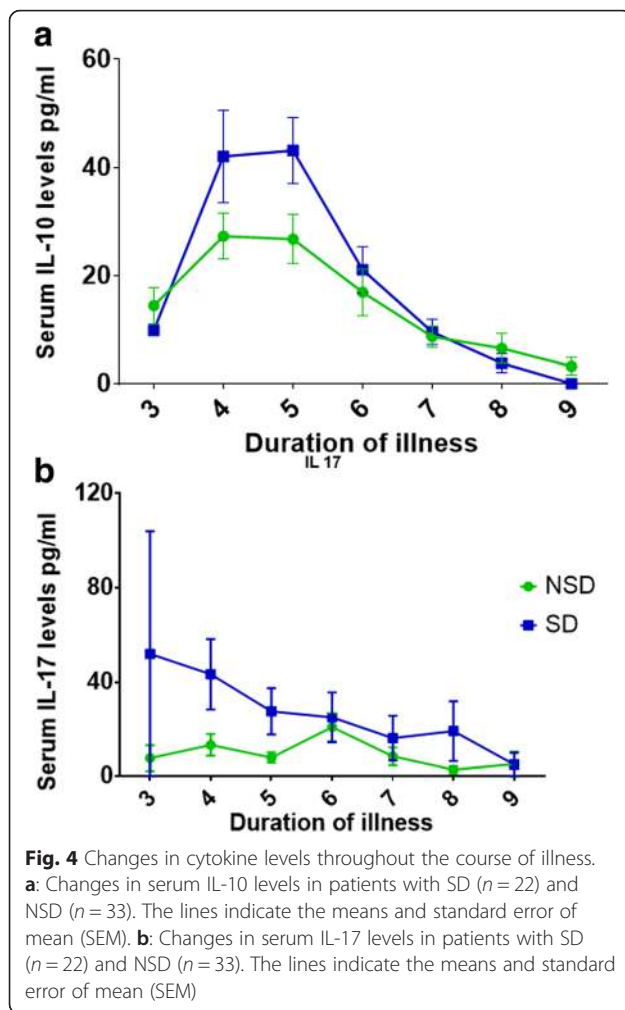 a
60
40
20
0
Serum IL-10 levels pg/ml
3 4 5 6 7 8 9
Duration of illness
IL 17
b
120
80
40
0
Serum IL-17 levels pg/ml
NSD
SD
3 4 5 6 7 8 9
Duration of illness
Fig. 4 Changes in cytokine levels throughout the course of illness.
a: Changes in serum IL-10 levels in patients with SD (n = 22) and
NSD (n = 33). The lines indicate the means and standard error of
mean (SEM). b: Changes in serum IL-17 levels in patients with SD
(n = 22) and NSD (n = 33). The lines indicate the means and standard
error of mean (SEM)